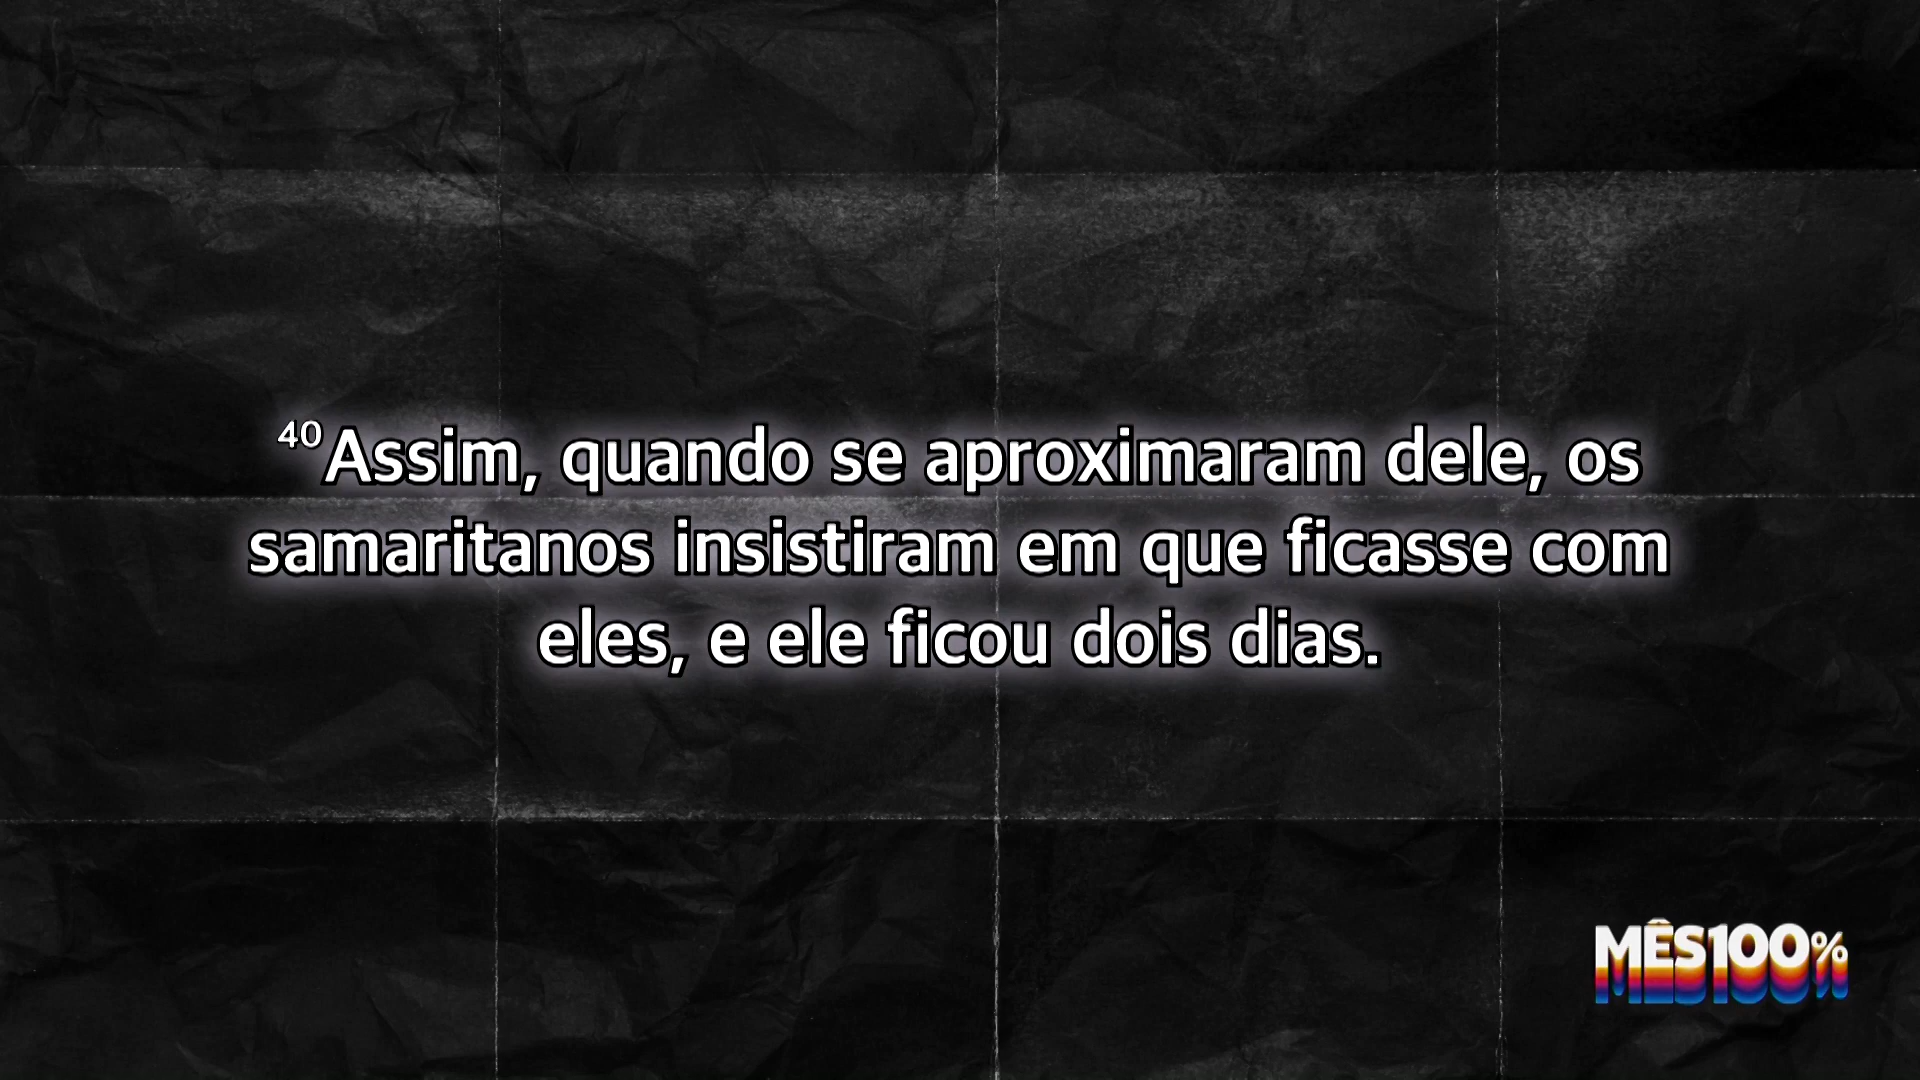 ⁴⁰Assim, quando se aproximaram dele, os
samaritanos insistiram em que ficasse com
eles, e ele ficou dois dias.
MÊS100%